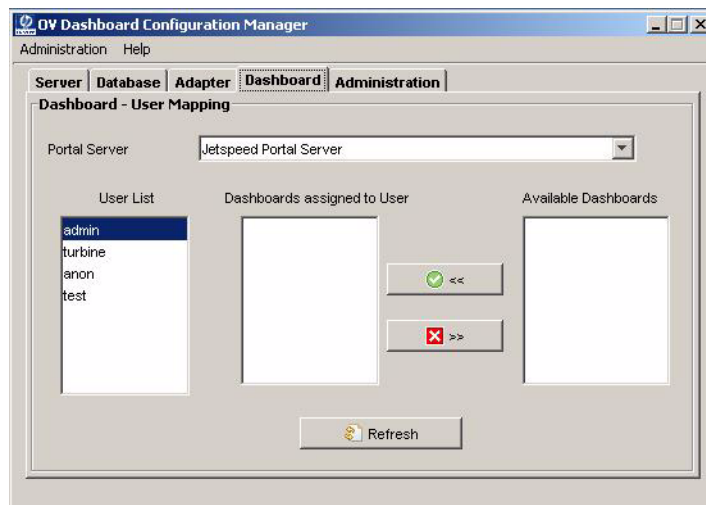 OV Dashboard Configuration Manager
Administration Help
Server Database Adapter Dashboard Administration
Dashboard - User Mapping
Portal Server Jetspeed Portal Server
User List Dashboards assigned to User Available Dashboards
admin
turbine
anon
test
<<
>>
Refresh